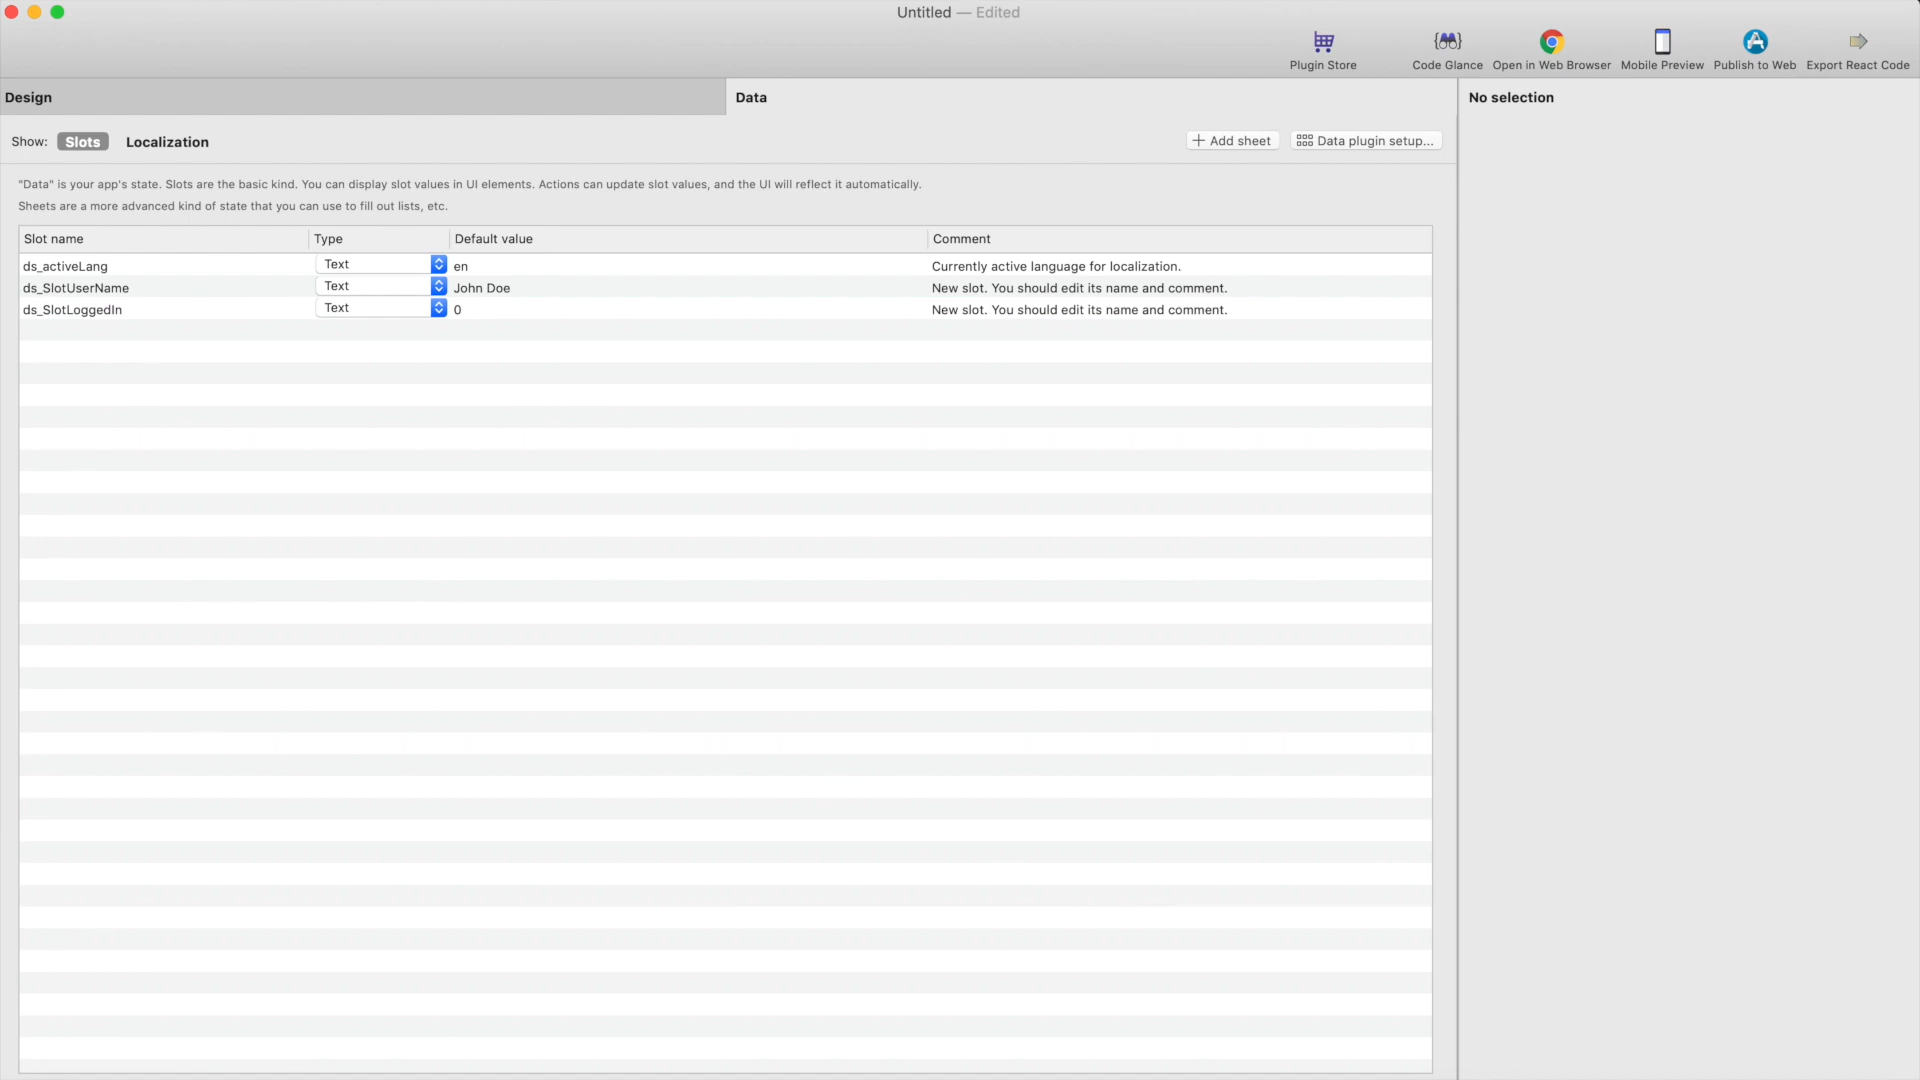 Untitled — Edited
Plugin Store
Code Glance
Open in Web Browser
Mobile Preview
Publish to Web
Export React Code
Design
Data
No selection
Show: Slots Localization
Add sheet
Data plugin setup...
"Data" is your app's state. Slots are the basic kind. You can display slot values in UI elements. Actions can update slot values, and the UI will reflect it automatically.
Sheets are a more advanced kind of state that you can use to fill out lists, etc.
Slot name Type Default value Comment
ds_activeLang Text en Currently active language for localization.
ds_SlotUserName Text John Doe New slot. You should edit its name and comment.
ds_SlotLoggedIn Text 0 New slot. You should edit its name and comment.